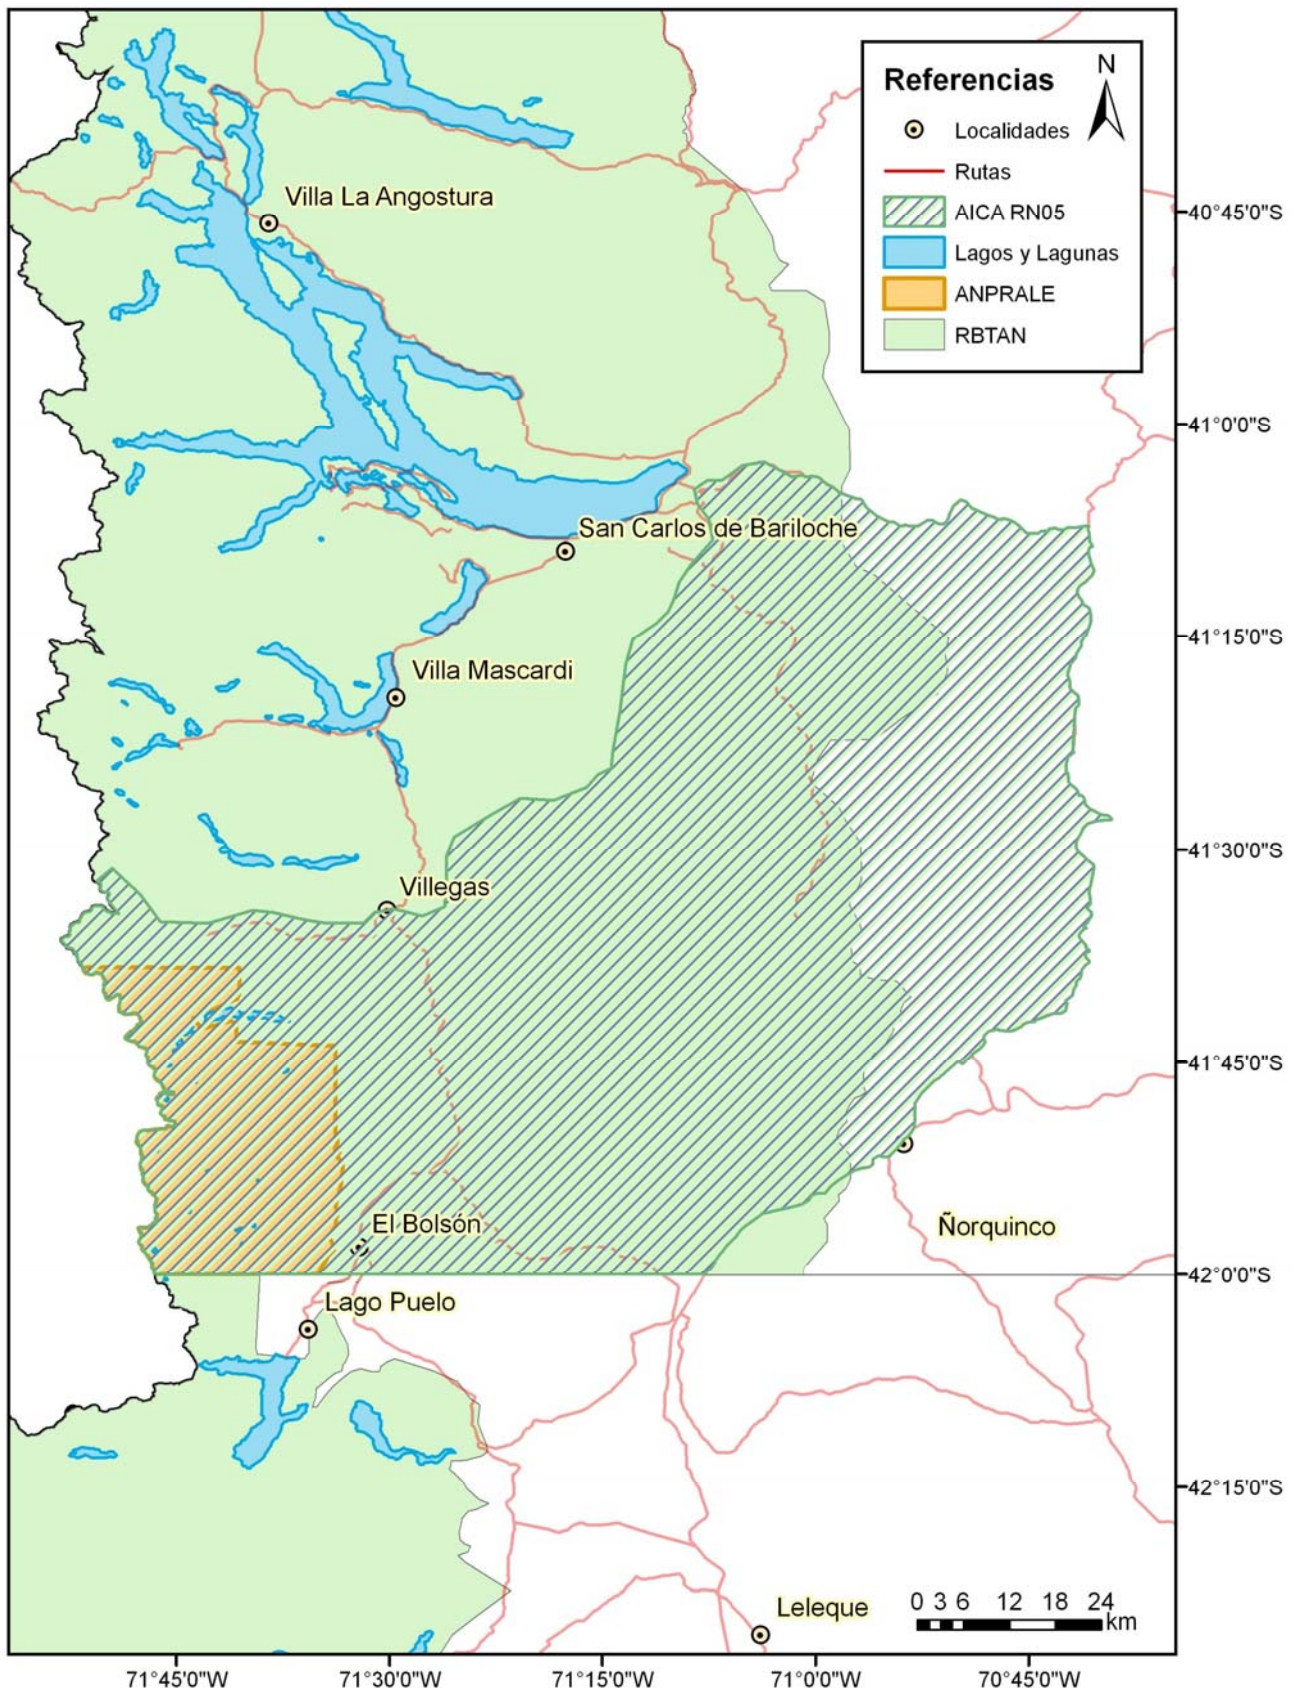 Referencias
N
Localidades
Rutas
AICA RN05
Lagos y Lagunas
ANPRALE
RBTAN
Villa La Angostura
40°45'0"S
41°0'0"S
San Carlos de Bariloche
41°15'0"S
Villa Mascardi
41°30'0"S
Villegas
41°45'0"S
El Bolsón
Ñorquinco
42°0'0"S
Lago Puelo
42°15'0"S
Leleque
0 3 6 12 18 24
km
71°45'0"W 71°30'0"W 71°15'0"W 71°0'0"W 70°45'0"W